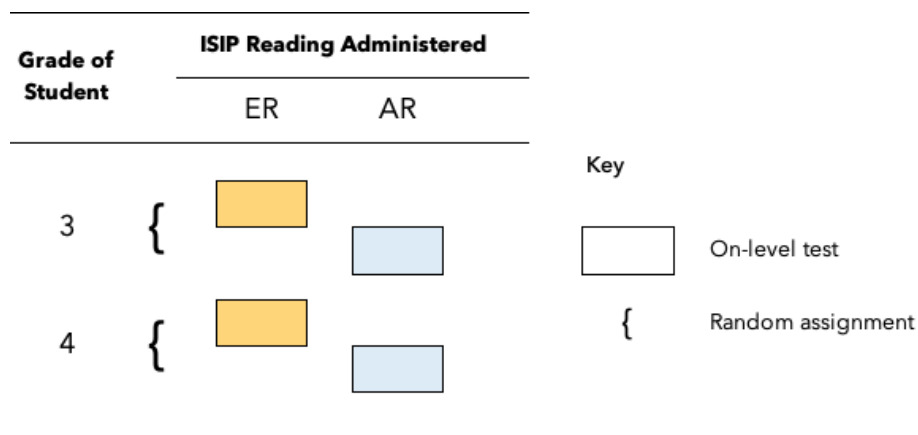 Grade of
Student
ISIP Reading Administered
ER AR
3 {
4 {
Key
On-level test
{ Random assignment